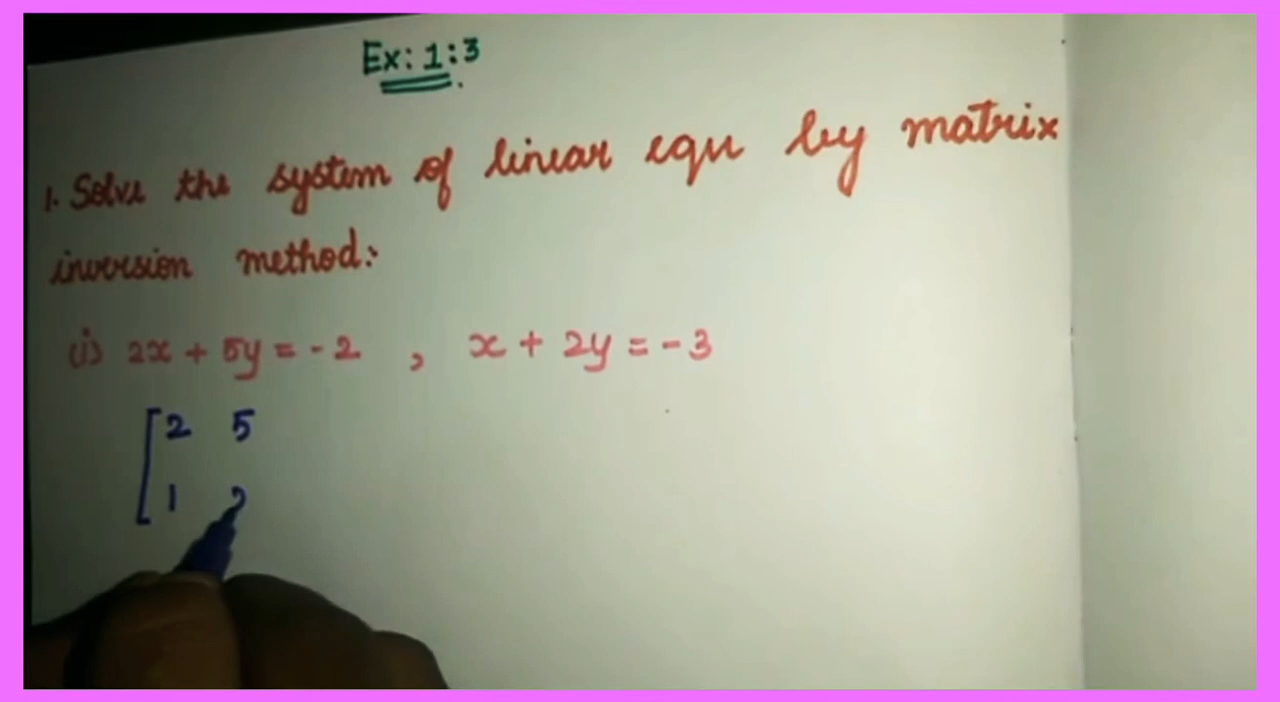 Ex: 1:3
1. Solve the system of linear equ by matrix
inversion method:
(i) 2x + 5y = -2 , x + 2y = -3
[2 5
1 2